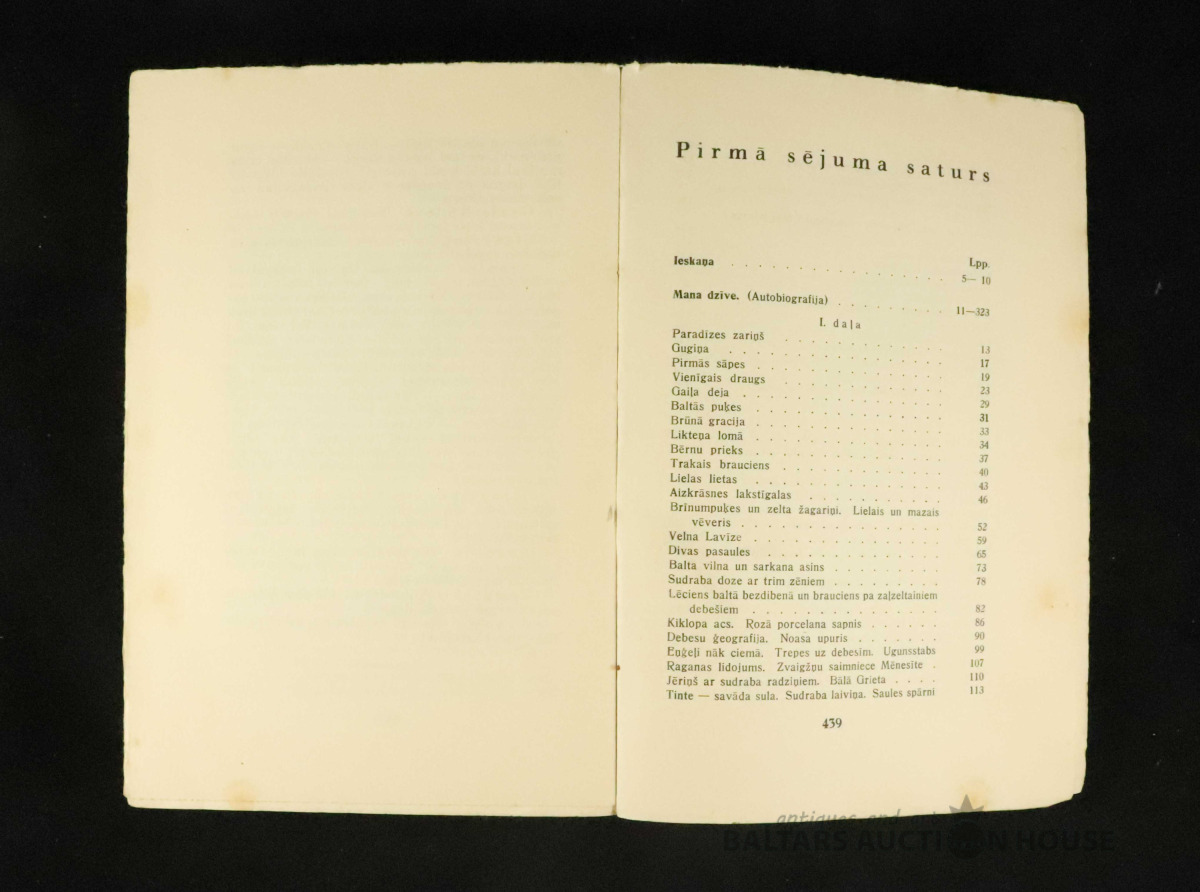 Pirmā sējuma saturs
Lpp.
Ieskaņa . . . . . . . . . . . . . . . . . 5— 10
Mana dzīve. (Autobiografija) . . . . . . . . . 11—323
I. daļa
Paradīzes zariņš . . . . . . . . . . . . . 13
Gugiņa . . . . . . . . . . . . . . . . . 17
Pirmās sāpes . . . . . . . . . . . . . . . 19
Vienīgais draugs . . . . . . . . . . . . . 23
Gaiļa deja . . . . . . . . . . . . . . . . 29
Baltās puķes . . . . . . . . . . . . . . . 31
Brūnā gracija . . . . . . . . . . . . . . . 33
Likteņa lomā . . . . . . . . . . . . . . . 34
Bērnu prieks . . . . . . . . . . . . . . . 37
Trakais brauciens . . . . . . . . . . . . . 40
Lielas lietas . . . . . . . . . . . . . . . 43
Aizkrāsnes lakstīgalas . . . . . . . . . . . 46
Brīnumpuķes un zelta žagariņi. Lielais un mazais
vēveris . . . . . . . . . . . . . . . . 52
Velna Lavīze . . . . . . . . . . . . . . . 59
Divas pasaules . . . . . . . . . . . . . . 65
Balta vilna un sarkana asins . . . . . . . . . 73
Sudraba doze ar trim zēniem . . . . . . . . . 78
Lēciens baltā bezdibenā un brauciens pa zaļzeltainiem
debešiem . . . . . . . . . . . . . . . 82
Kiklopa acs. Rozā porcelana sapnis . . . . . . 86
Debesu ģeografija. Noasa upuris . . . . . . . 90
Eņģeļi nāk ciemā. Trepes uz debesim. Ugunsstabs 99
Raganas lidojums. Zvaigžņu saimniece Mēnesīte . 107
Jēriņš ar sudraba radziņiem. Bālā Grieta . . . . 110
Tinte — savāda sula. Sudraba laiviņa. Saules spārni 113
439
antiques and
BALTARS AUCTION HOUSE